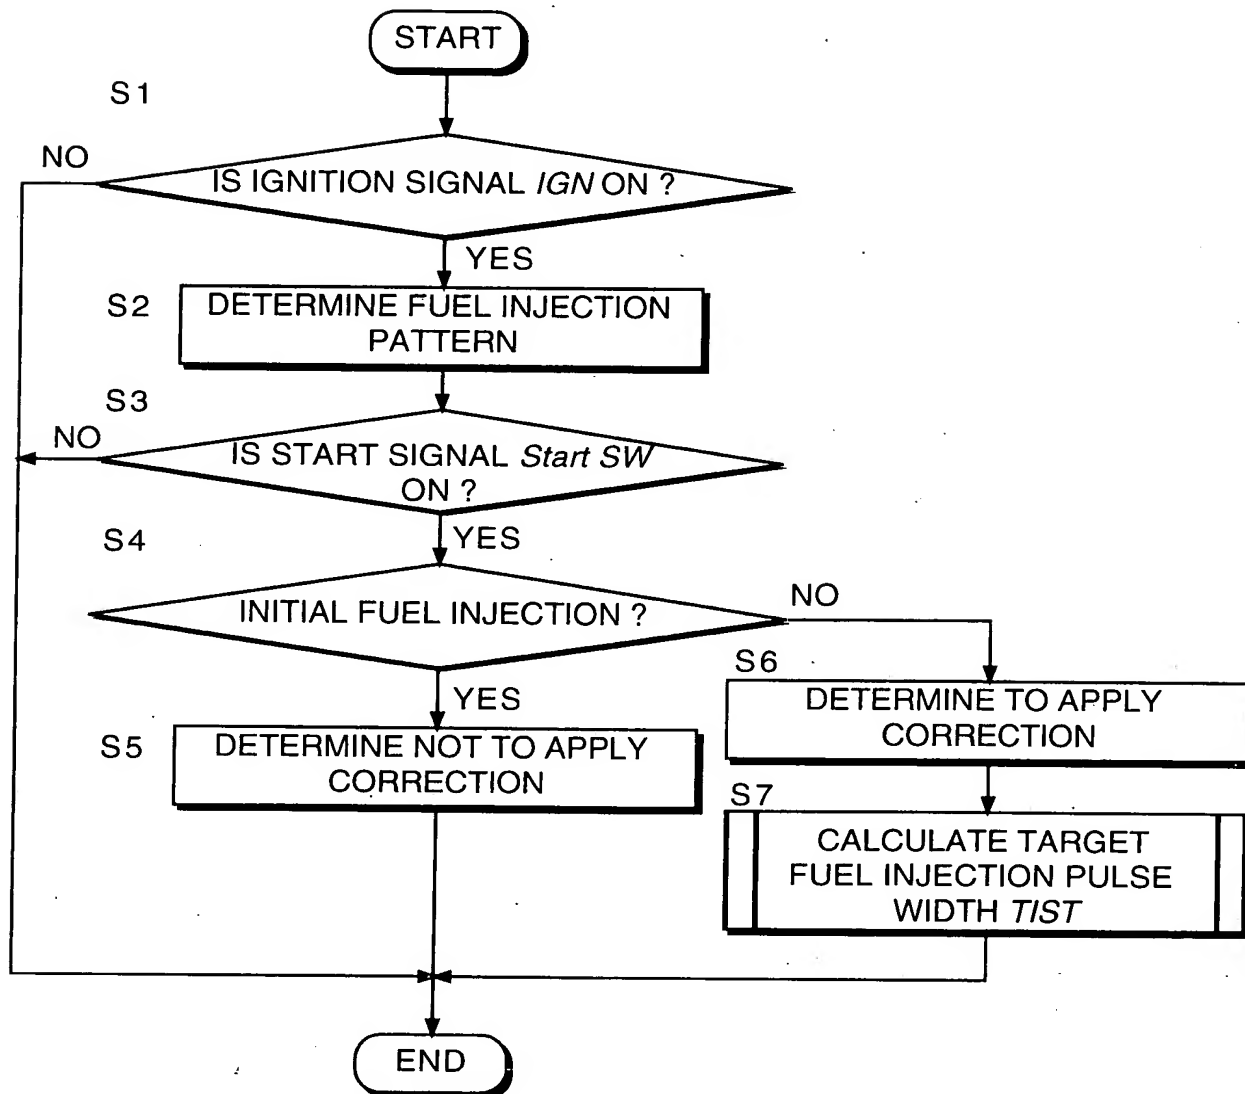 START
S1
NO
IS IGNITION SIGNAL IGN ON ?
YES
S2
DETERMINE FUEL INJECTION
PATTERN
S3
NO
IS START SIGNAL Start SW
ON ?
YES
S4
INITIAL FUEL INJECTION ?
NO
YES
S5
DETERMINE NOT TO APPLY
CORRECTION
S6
DETERMINE TO APPLY
CORRECTION
S7
CALCULATE TARGET
FUEL INJECTION PULSE
WIDTH TIST
END